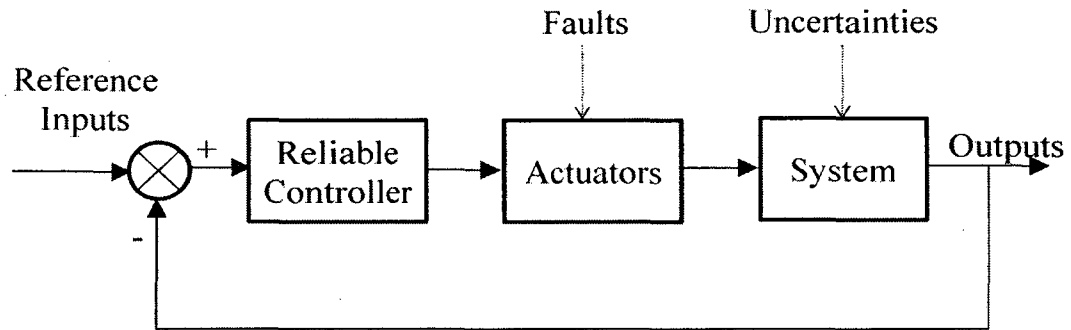 Faults
Uncertainties
Reference
Inputs
+
Reliable
Controller
Actuators
System
Outputs
-